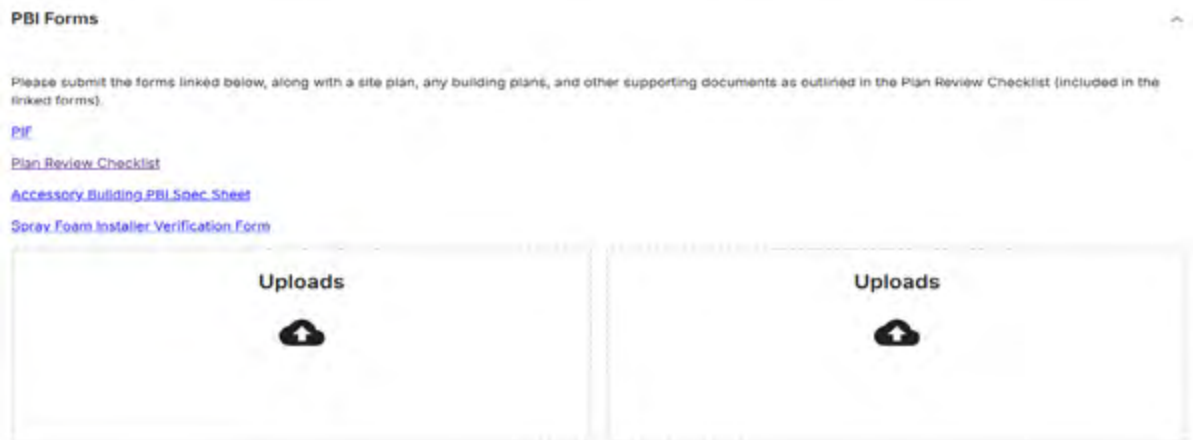 PBI Forms
Please submit the forms linked below, along with a site plan, any building plans, and other supporting documents as outlined in the Plan Review Checklist (included in the
linked forms).
PIF
Plan Review Checklist
Accessory Building PBI Spec Sheet
Spray Foam Installer Verification Form
Uploads
Uploads